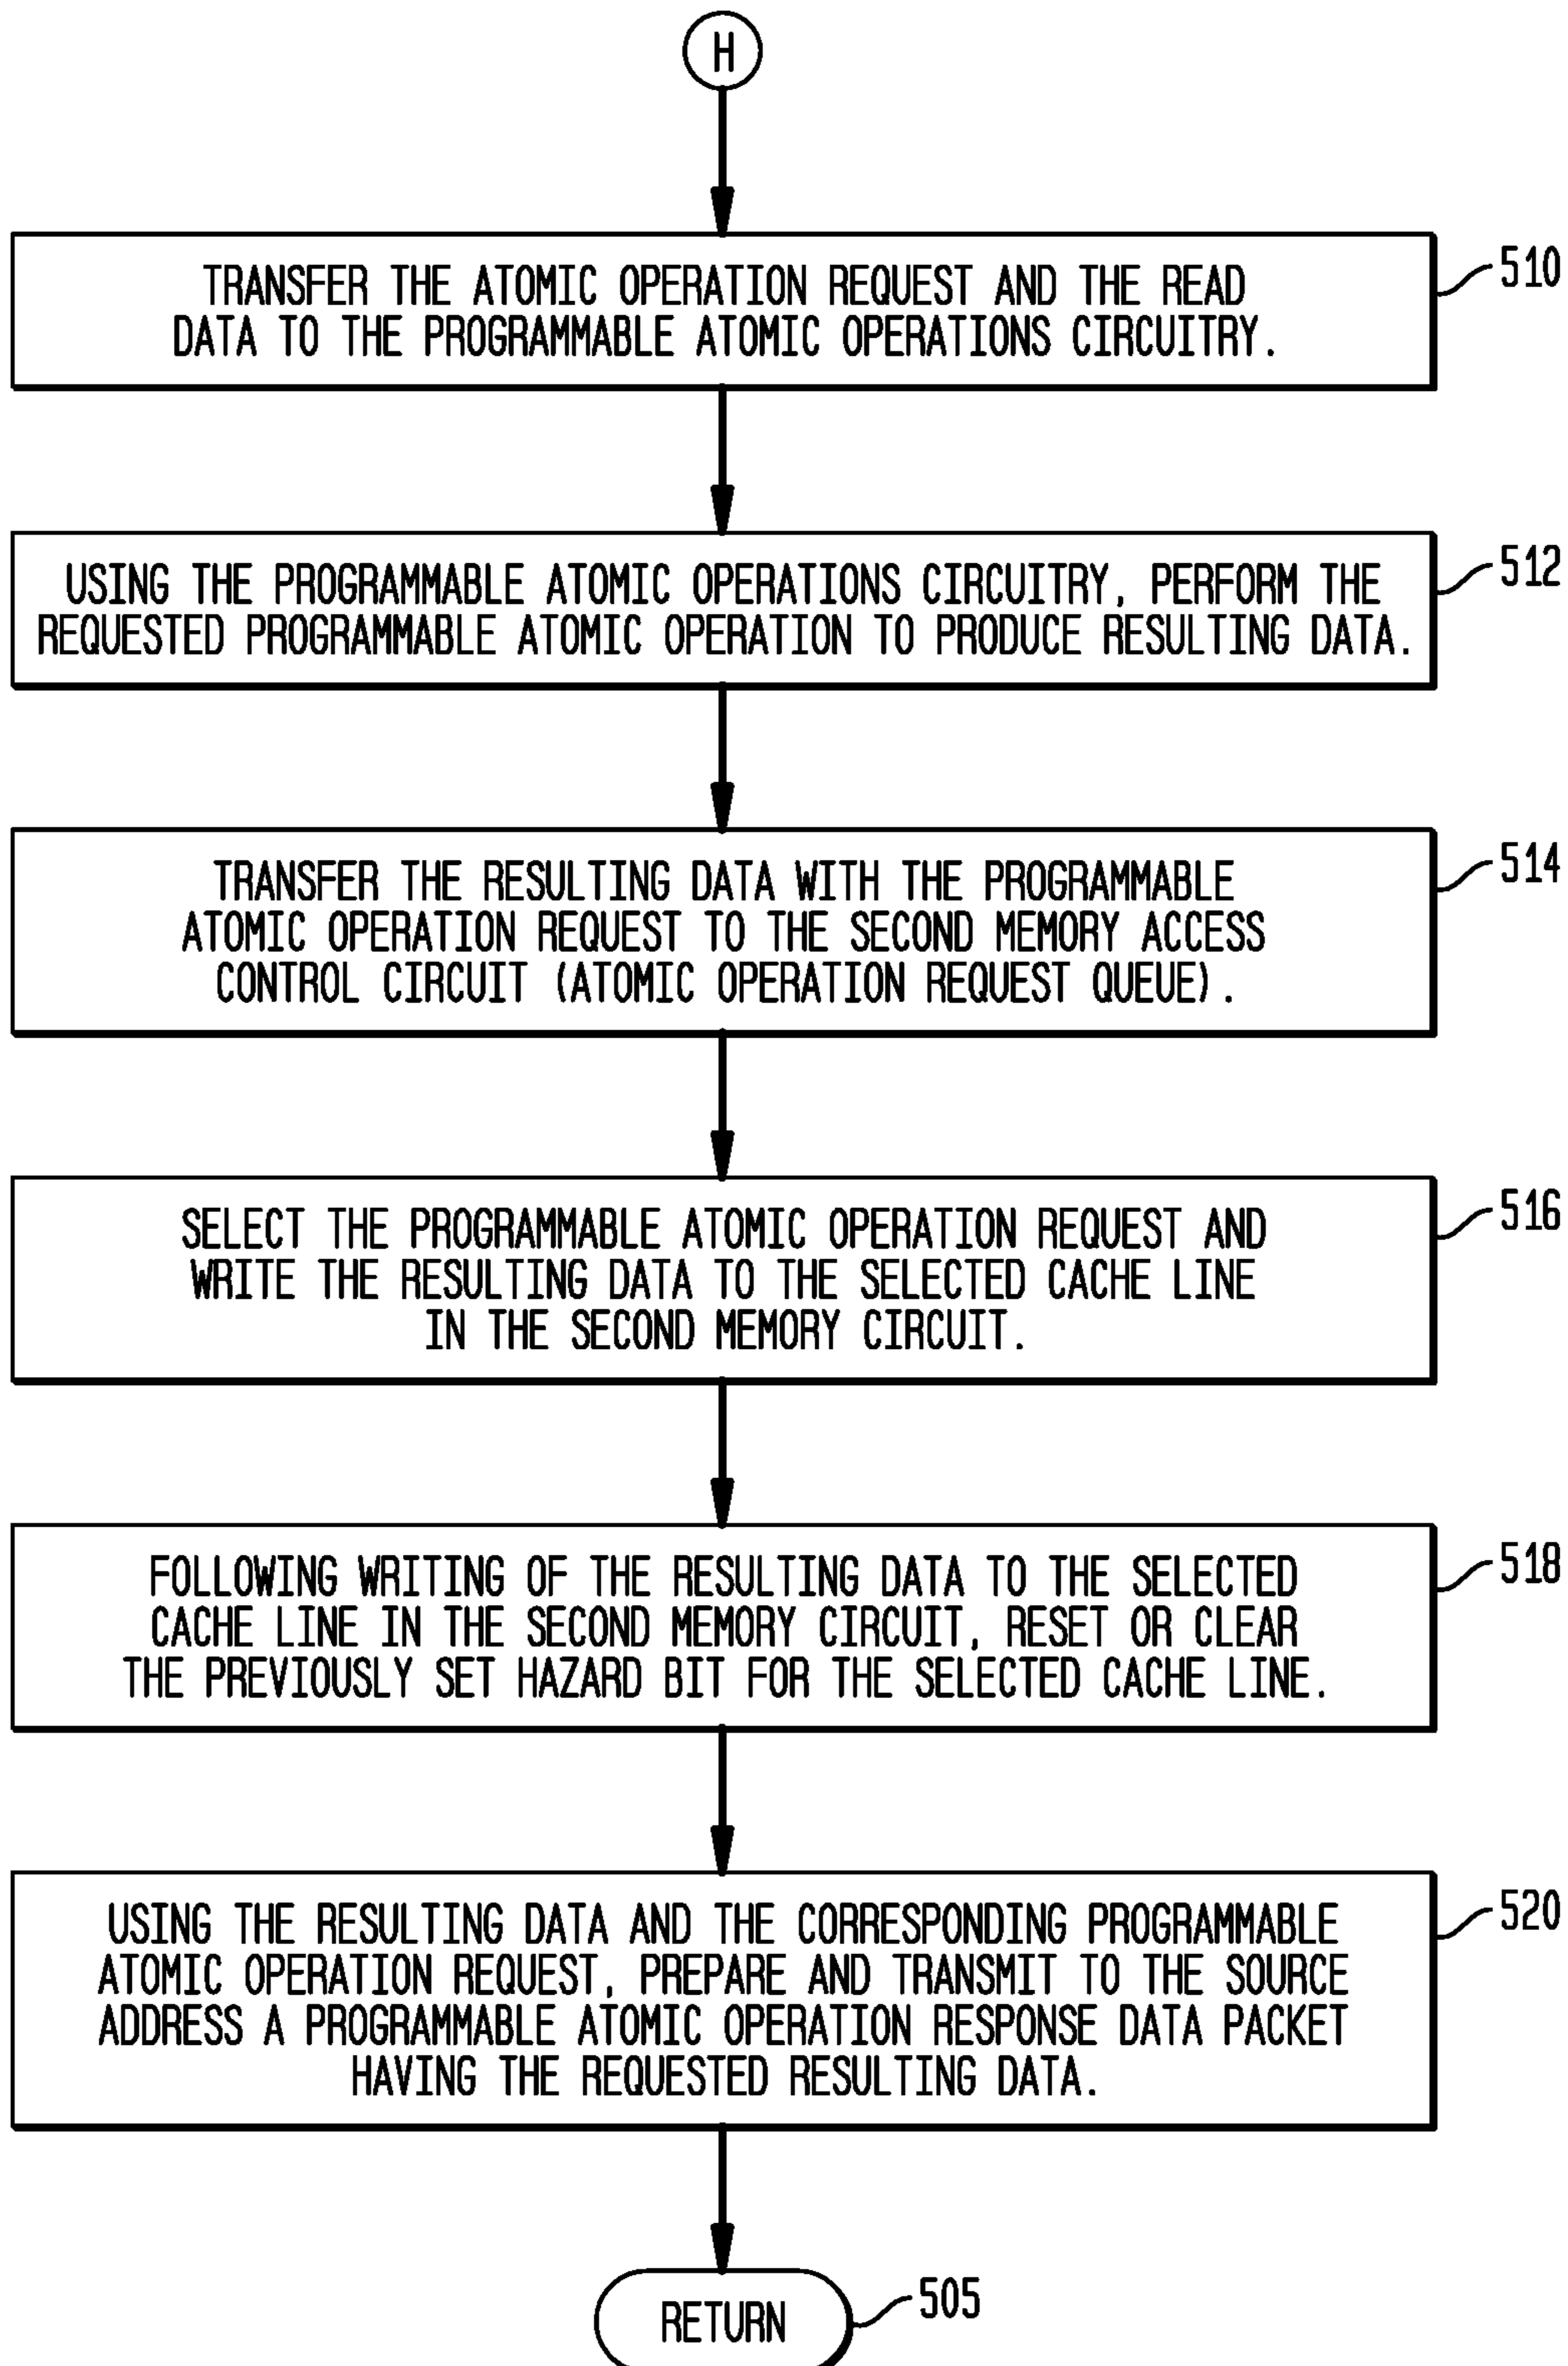 H
TRANSFER THE ATOMIC OPERATION REQUEST AND THE READ
DATA TO THE PROGRAMMABLE ATOMIC OPERATIONS CIRCUITRY.
510
USING THE PROGRAMMABLE ATOMIC OPERATIONS CIRCUITRY, PERFORM THE
REQUESTED PROGRAMMABLE ATOMIC OPERATION TO PRODUCE RESULTING DATA.
512
TRANSFER THE RESULTING DATA WITH THE PROGRAMMABLE
ATOMIC OPERATION REQUEST TO THE SECOND MEMORY ACCESS
CONTROL CIRCUIT (ATOMIC OPERATION REQUEST QUEUE).
514
SELECT THE PROGRAMMABLE ATOMIC OPERATION REQUEST AND
WRITE THE RESULTING DATA TO THE SELECTED CACHE LINE
IN THE SECOND MEMORY CIRCUIT.
516
FOLLOWING WRITING OF THE RESULTING DATA TO THE SELECTED
CACHE LINE IN THE SECOND MEMORY CIRCUIT, RESET OR CLEAR
THE PREVIOUSLY SET HAZARD BIT FOR THE SELECTED CACHE LINE.
518
USING THE RESULTING DATA AND THE CORRESPONDING PROGRAMMABLE
ATOMIC OPERATION REQUEST, PREPARE AND TRANSMIT TO THE SOURCE
ADDRESS A PROGRAMMABLE ATOMIC OPERATION RESPONSE DATA PACKET
HAVING THE REQUESTED RESULTING DATA.
520
RETURN
505